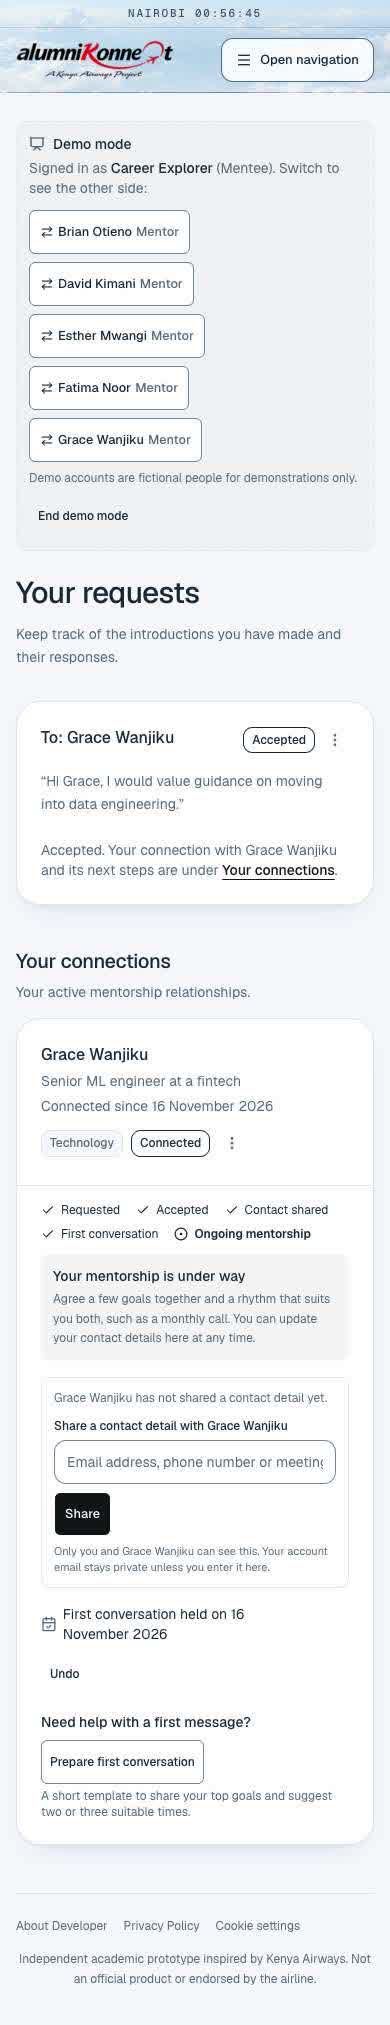 NAIROBI 00:56:45
alumniKonnect
A Kenya Airways Project
Open navigation
Demo mode
Signed in as Career Explorer (Mentee). Switch to
see the other side:
Brian Otieno Mentor
David Kimani Mentor
Esther Mwangi Mentor
Fatima Noor Mentor
Grace Wanjiku Mentor
Demo accounts are fictional people for demonstrations only.
End demo mode
Your requests
Keep track of the introductions you have made and
their responses.
To: Grace Wanjiku
Accepted
“Hi Grace, I would value guidance on moving
into data engineering.”
Accepted. Your connection with Grace Wanjiku
and its next steps are under Your connections.
Your connections
Your active mentorship relationships.
Grace Wanjiku
Senior ML engineer at a fintech
Connected since 16 November 2026
Technology Connected
Requested Accepted Contact shared
First conversation Ongoing mentorship
Your mentorship is under way
Agree a few goals together and a rhythm that suits
you both, such as a monthly call. You can update
your contact details here at any time.
Grace Wanjiku has not shared a contact detail yet.
Share a contact detail with Grace Wanjiku
Email address, phone number or meeting
Share
Only you and Grace Wanjiku can see this. Your account
email stays private unless you enter it here.
First conversation held on 16
November 2026
Undo
Need help with a first message?
Prepare first conversation
A short template to share your top goals and suggest
two or three suitable times.
About Developer Privacy Policy Cookie settings
Independent academic prototype inspired by Kenya Airways. Not
an official product or endorsed by the airline.